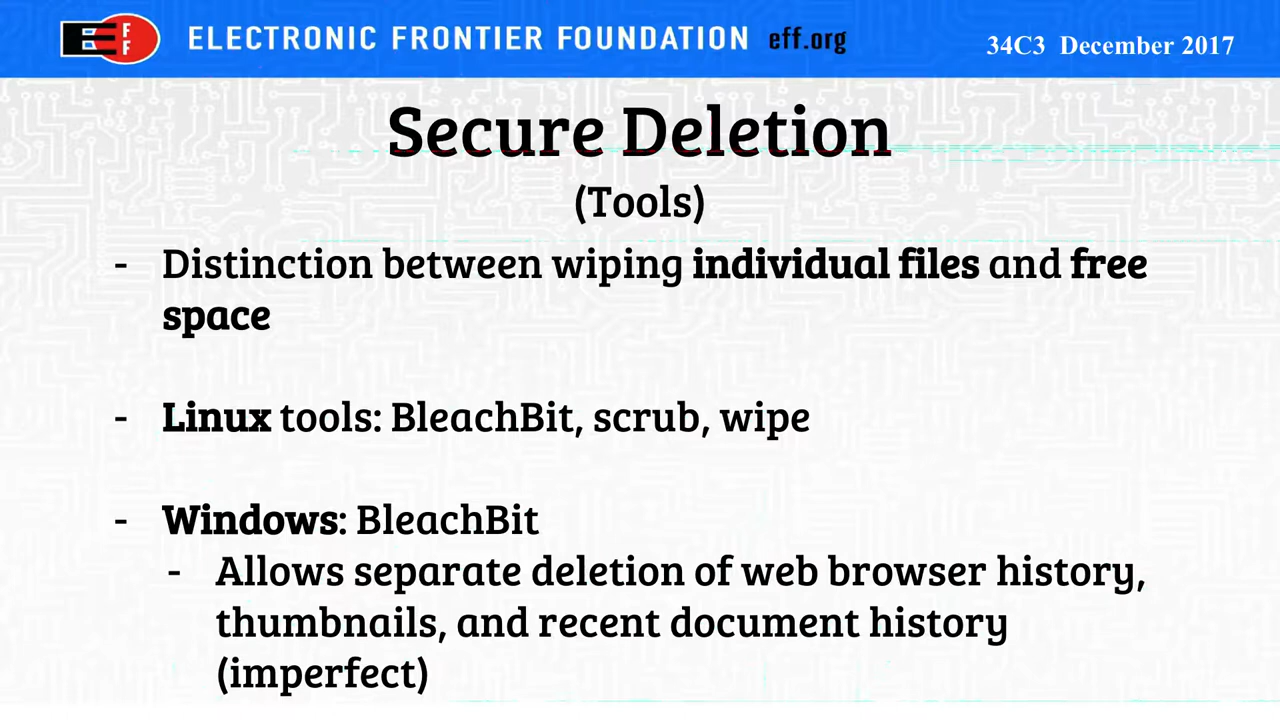 EFF ELECTRONIC FRONTIER FOUNDATION eff.org 34C3 December 2017
Secure Deletion
(Tools)
- Distinction between wiping individual files and free
space
- Linux tools: BleachBit, scrub, wipe
- Windows: BleachBit
- Allows separate deletion of web browser history,
thumbnails, and recent document history
(imperfect)